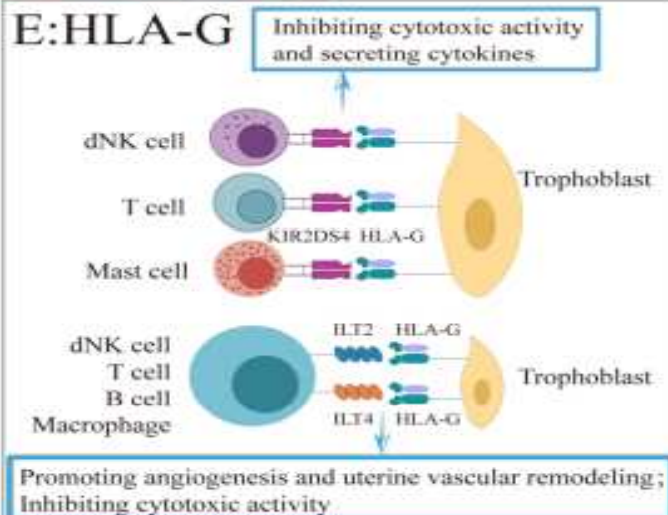 E:HLA-G
Inhibiting cytotoxic activity
and secreting cytokines
dNK cell
Trophoblast
T cell
KIR2DS4 HLA-G
Mast cell
ILT2 HLA-G
dNK cell
T cell
Trophoblast
B cell
Macrophage
ILT4 HLA-G
Promoting angiogenesis and uterine vascular remodeling;
Inhibiting cytotoxic activity